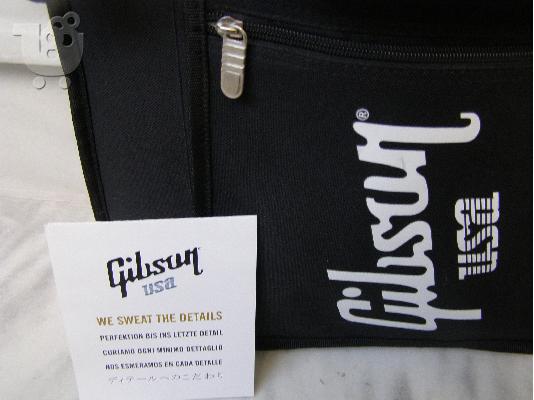 Gibson
usa
WE SWEAT THE DETAILS
PERFEKTION BIS INS LETZTE DETAIL
CURIAMO OGNI MINIMO DETTAGLIO
NOS ESMERAMOS EN CADA DETALLE
ディテールへのこだわり
Gibson®
USA
18